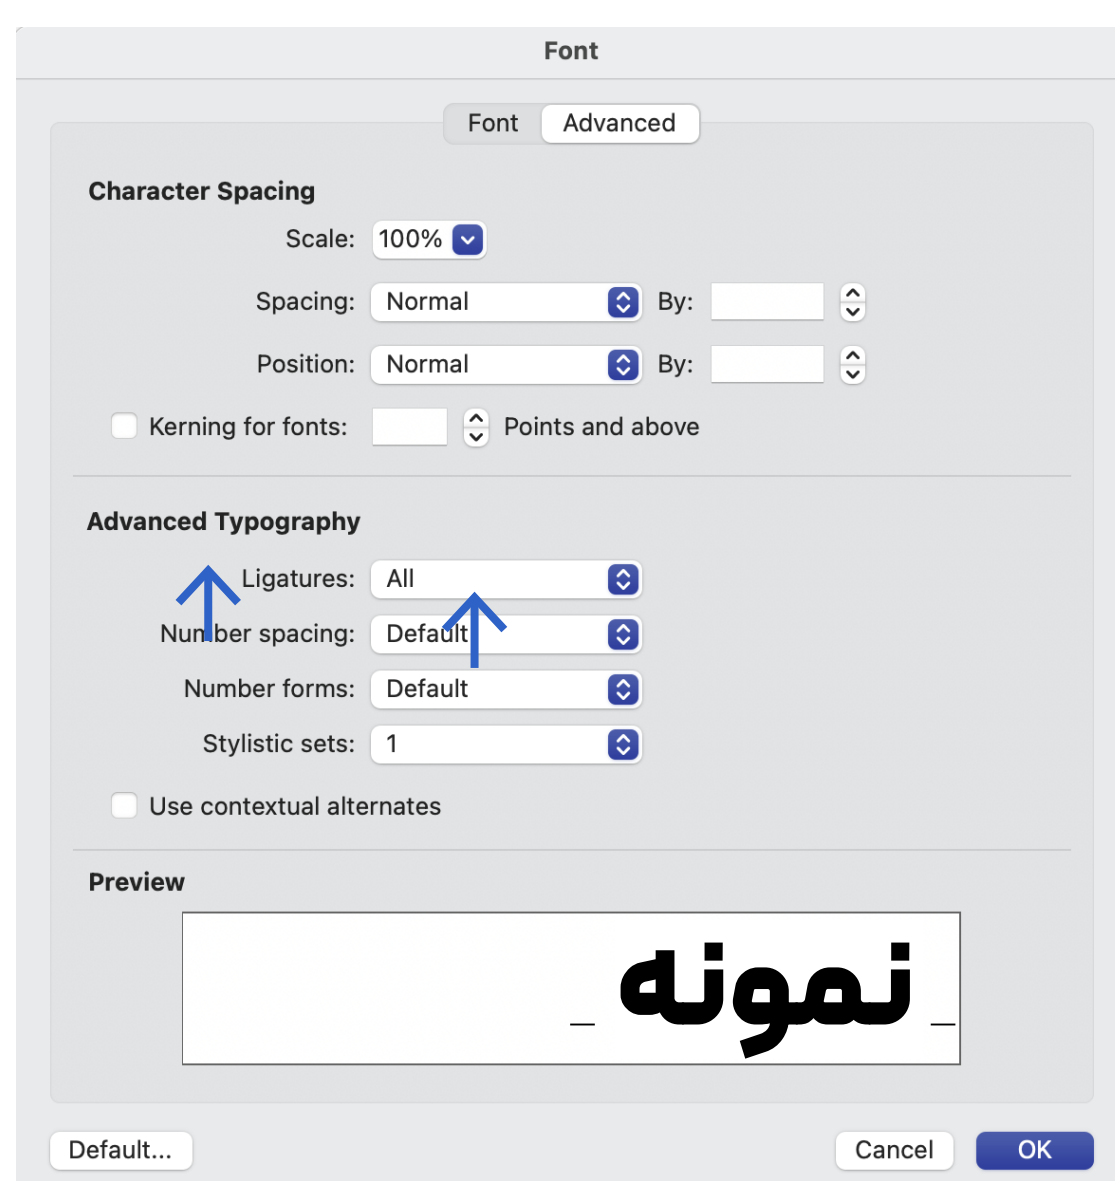 Font
Font Advanced
Character Spacing
Scale: 100%
Spacing: Normal By:
Position: Normal By:
Kerning for fonts: Points and above
Advanced Typography
Ligatures: All
Number spacing: Default
Number forms: Default
Stylistic sets: 1
Use contextual alternates
Preview
نمونه
Default... Cancel OK